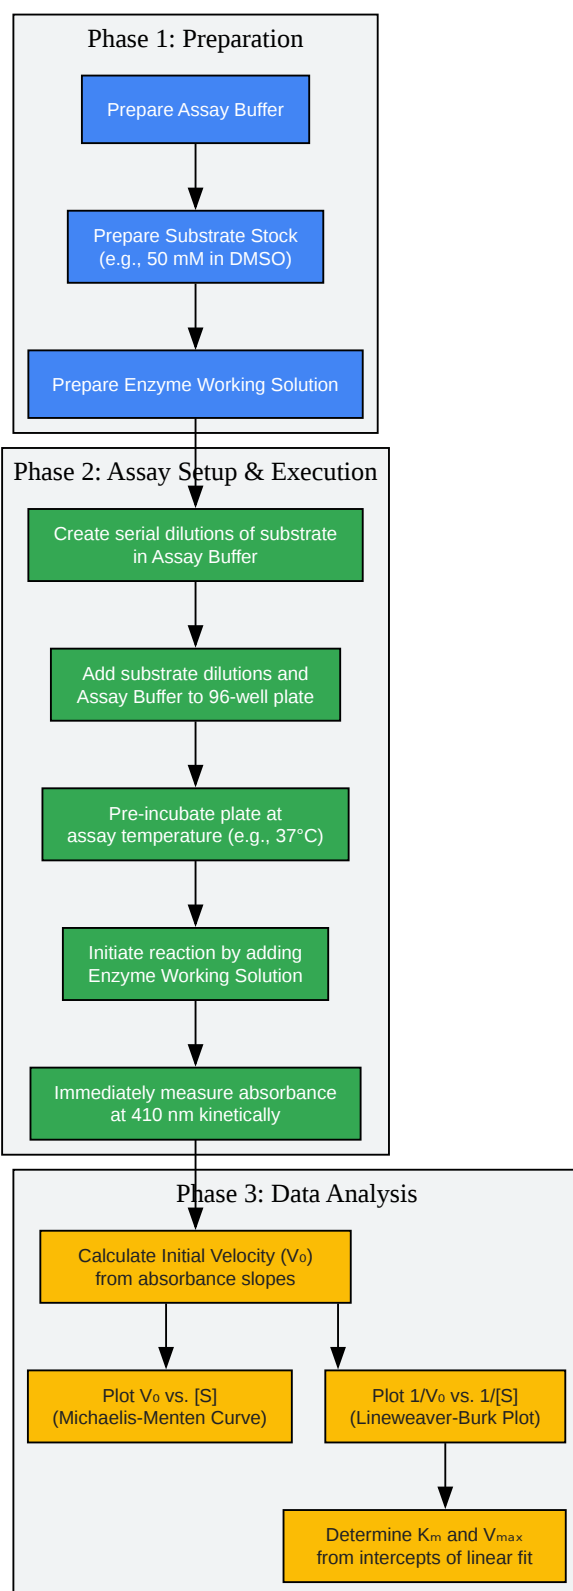 Phase 1: Preparation
Prepare Assay Buffer
Prepare Substrate Stock
(e.g., 50 mM in DMSO)
Prepare Enzyme Working Solution
Phase 2: Assay Setup & Execution
Create serial dilutions of substrate
in Assay Buffer
Add substrate dilutions and
Assay Buffer to 96-well plate
Pre-incubate plate at
assay temperature (e.g., 37°C)
Initiate reaction by adding
Enzyme Working Solution
Immediately measure absorbance
at 410 nm kinetically
Phase 3: Data Analysis
Calculate Initial Velocity (V₀)
from absorbance slopes
Plot V₀ vs. [S]
(Michaelis-Menten Curve)
Plot 1/V₀ vs. 1/[S]
(Lineweaver-Burk Plot)
Determine Kₘ and Vₘₐₓ
from intercepts of linear fit